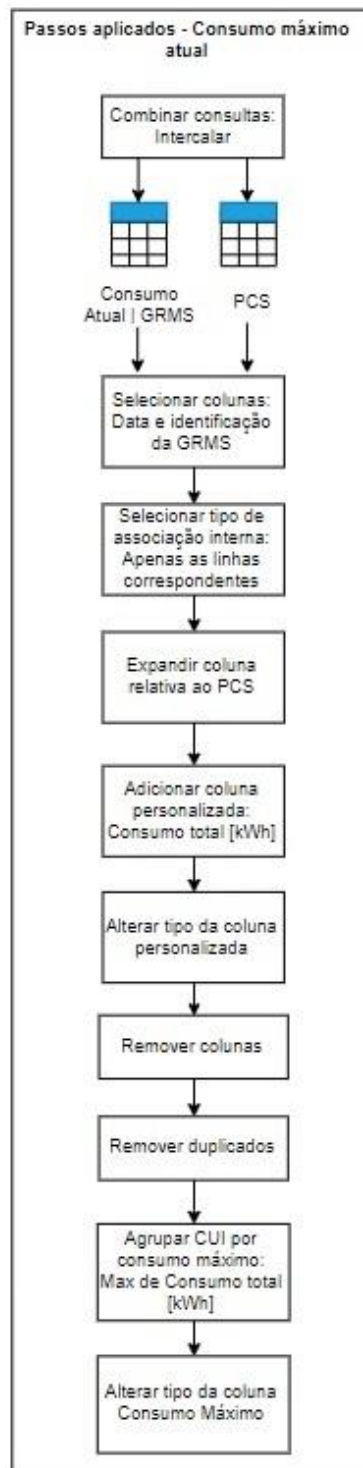 Passos aplicados - Consumo máximo
atual
Combinar consultas:
Intercalar
Consumo
Atual | GRMS
PCS
Selecionar colunas:
Data e identificação
da GRMS
Selecionar tipo de
associação interna:
Apenas as linhas
correspondentes
Expandir coluna
relativa ao PCS
Adicionar coluna
personalizada:
Consumo total [kWh]
Alterar tipo da coluna
personalizada
Remover colunas
Remover duplicados
Agrupar CUI por
consumo máximo:
Max de Consumo total
[kWh]
Alterar tipo da coluna
Consumo Máximo